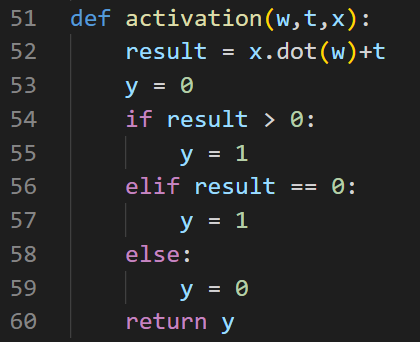 51 def activation(w,t,x):
52     result = x.dot(w)+t
53     y = 0
54     if result > 0:
55         y = 1
56     elif result == 0:
57         y = 1
58     else:
59         y = 0
60     return y